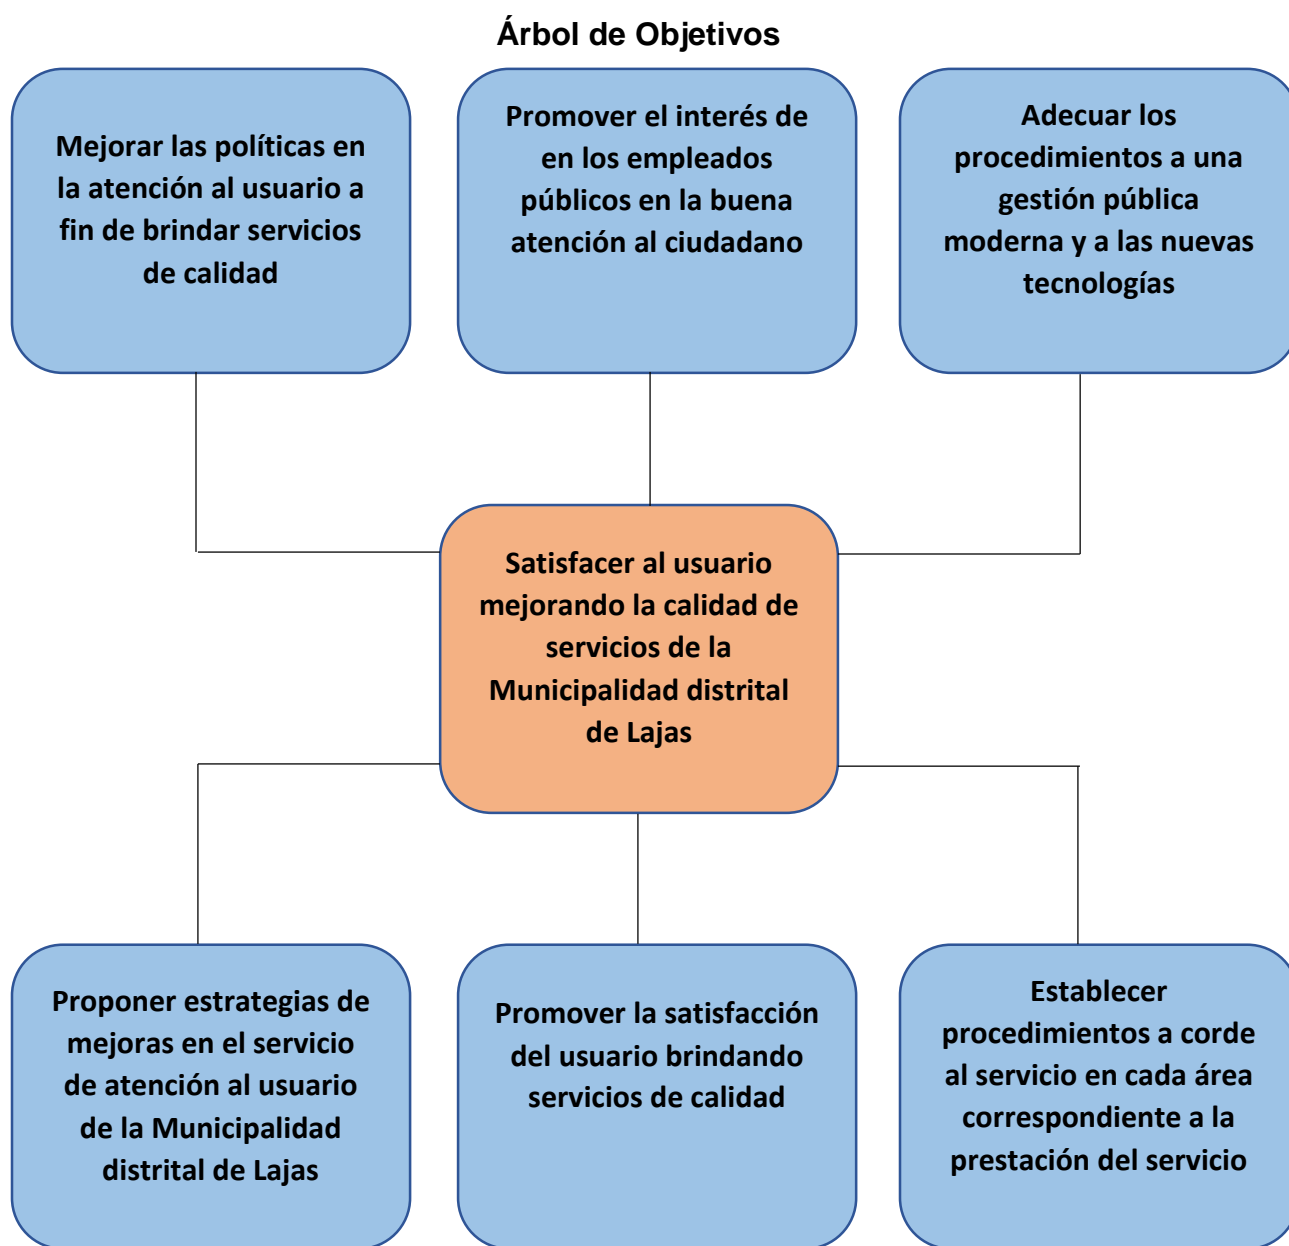 Árbol de Objetivos
Mejorar las políticas en
la atención al usuario a
fin de brindar servicios
de calidad
Promover el interés de
en los empleados
públicos en la buena
atención al ciudadano
Adecuar los
procedimientos a una
gestión pública
moderna y a las nuevas
tecnologías
Satisfacer al usuario
mejorando la calidad de
servicios de la
Municipalidad distrital
de Lajas
Proponer estrategias de
mejoras en el servicio
de atención al usuario
de la Municipalidad
distrital de Lajas
Promover la satisfacción
del usuario brindando
servicios de calidad
Establecer
procedimientos a corde
al servicio en cada área
correspondiente a la
prestación del servicio